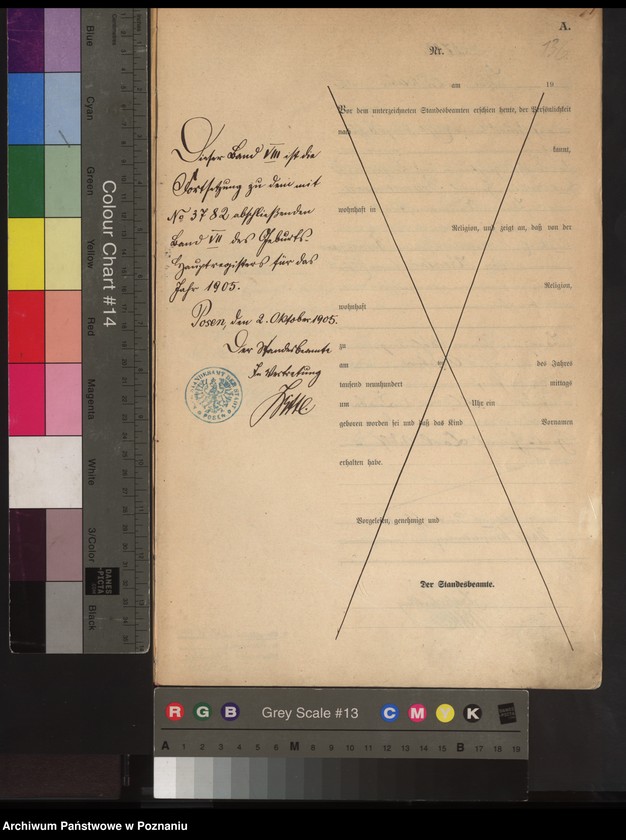 A.
Nr.
am 19
Vor dem unterzeichneten Standesbeamten erschien heute, der Persönlichkeit
nach
kannt,
wohnhaft in
Religion, und zeigt an, daß von der
Religion,
wohnhaft
zu
am des Jahres
tausend neunhundert mittags
um Uhr ein
geboren worden sei und daß das Kind Vornamen
erhalten habe.
Vorgelesen, genehmigt und
Der Standesbeamte.
Dieser Band VIII ist die
Fortsetzung zu dem mit
No 3782 abschließenden
Band VII des Geburts-
Hauptregisters für das
Jahr 1905.
Posen, den 2. Oktober 1905.
Der Standesbeamte
In Vertretung
POSEN
Blue
Cyan
Green
Yellow
Red
Magenta
White
3/Color
Black
Centimetres
Colour Chart #14
DANES
-PICTA
R G B Grey Scale #13 C M Y K
A 1 2 3 4 5 6 M 8 9 10 11 12 13 14 15 B 17 18 19
Archiwum Państwowe w Poznaniu